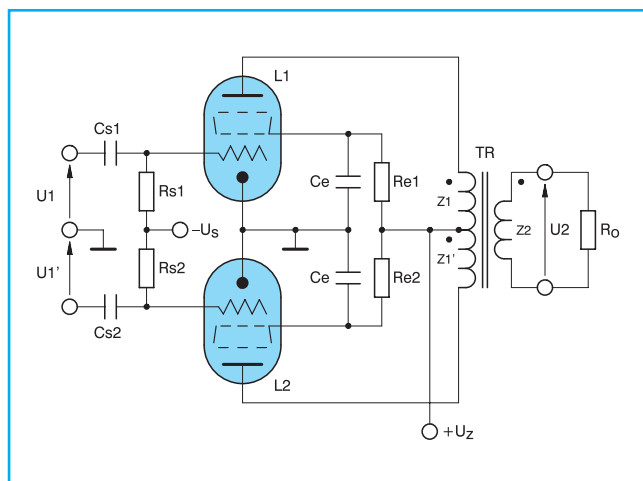 L1
Cs1
TR
Ce
Re1
Rs1
U1
Z1
−Us
Z2
U2
Ro
U1'
Z1'
Rs2
Ce
Re2
Cs2
L2
+Uz